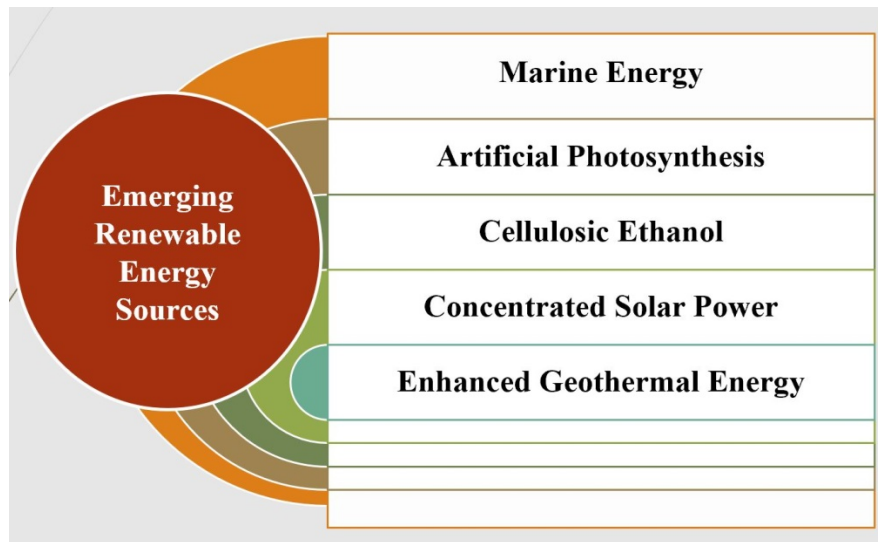 Emerging
Renewable
Energy
Sources
Marine Energy
Artificial Photosynthesis
Cellulosic Ethanol
Concentrated Solar Power
Enhanced Geothermal Energy